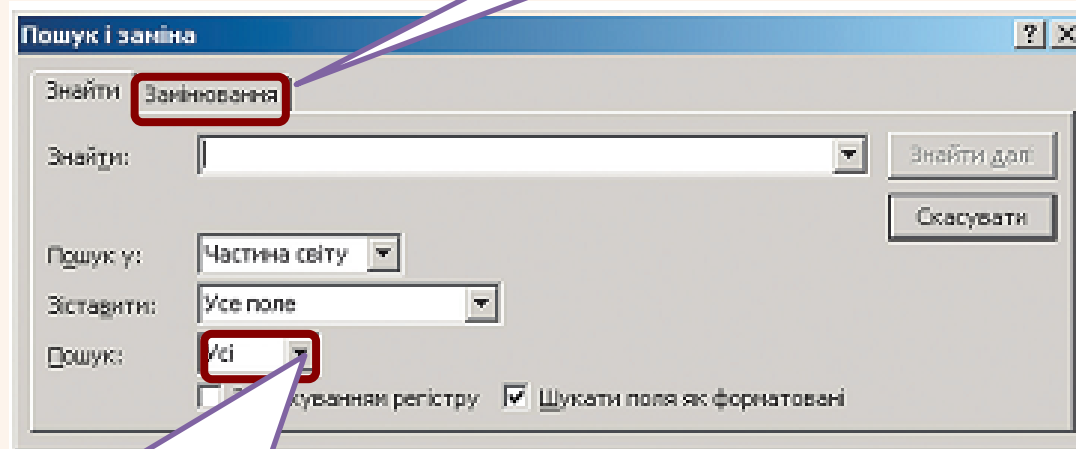 Пошук і заміна
Знайти Замінювання
Знайти: Знайти далі
Скасувати
Пошук у: Частина світу
Зіставити: Усе поле
Пошук: Усі
регістру Шукати поля як форматовані